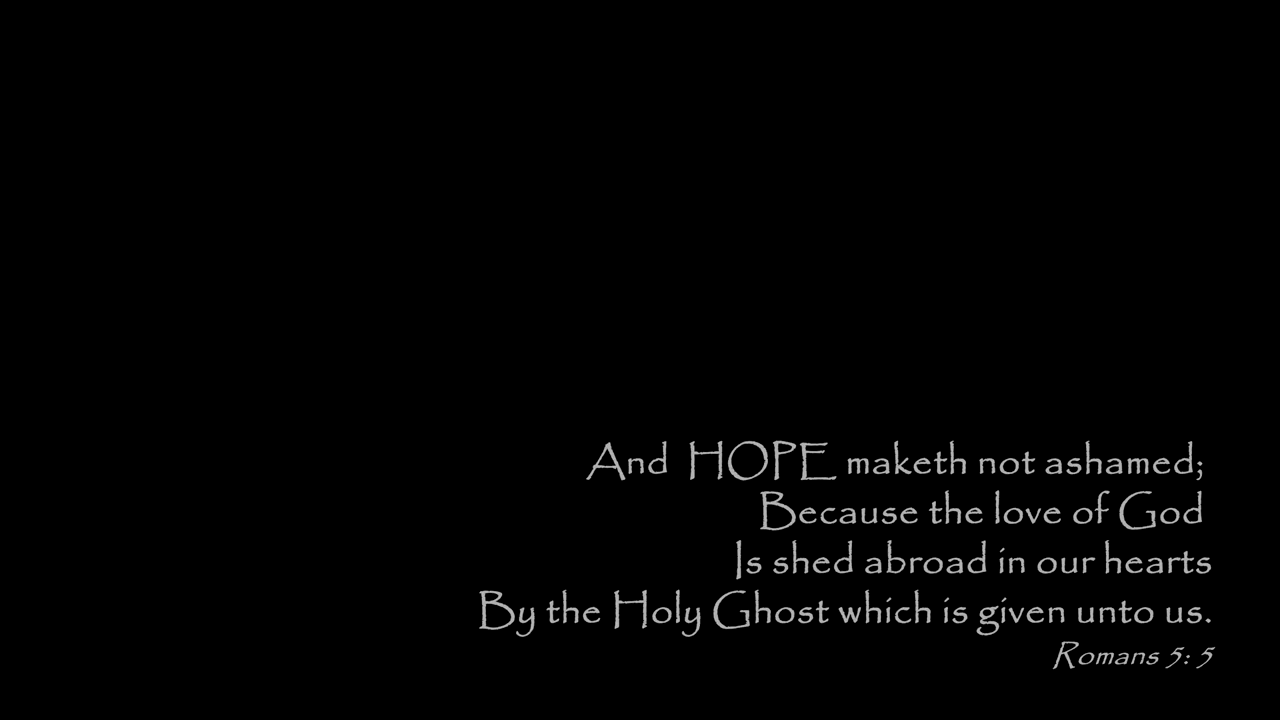 And HOPE maketh not ashamed;
Because the love of God
Is shed abroad in our hearts
By the Holy Ghost which is given unto us.
Romans 5: 5